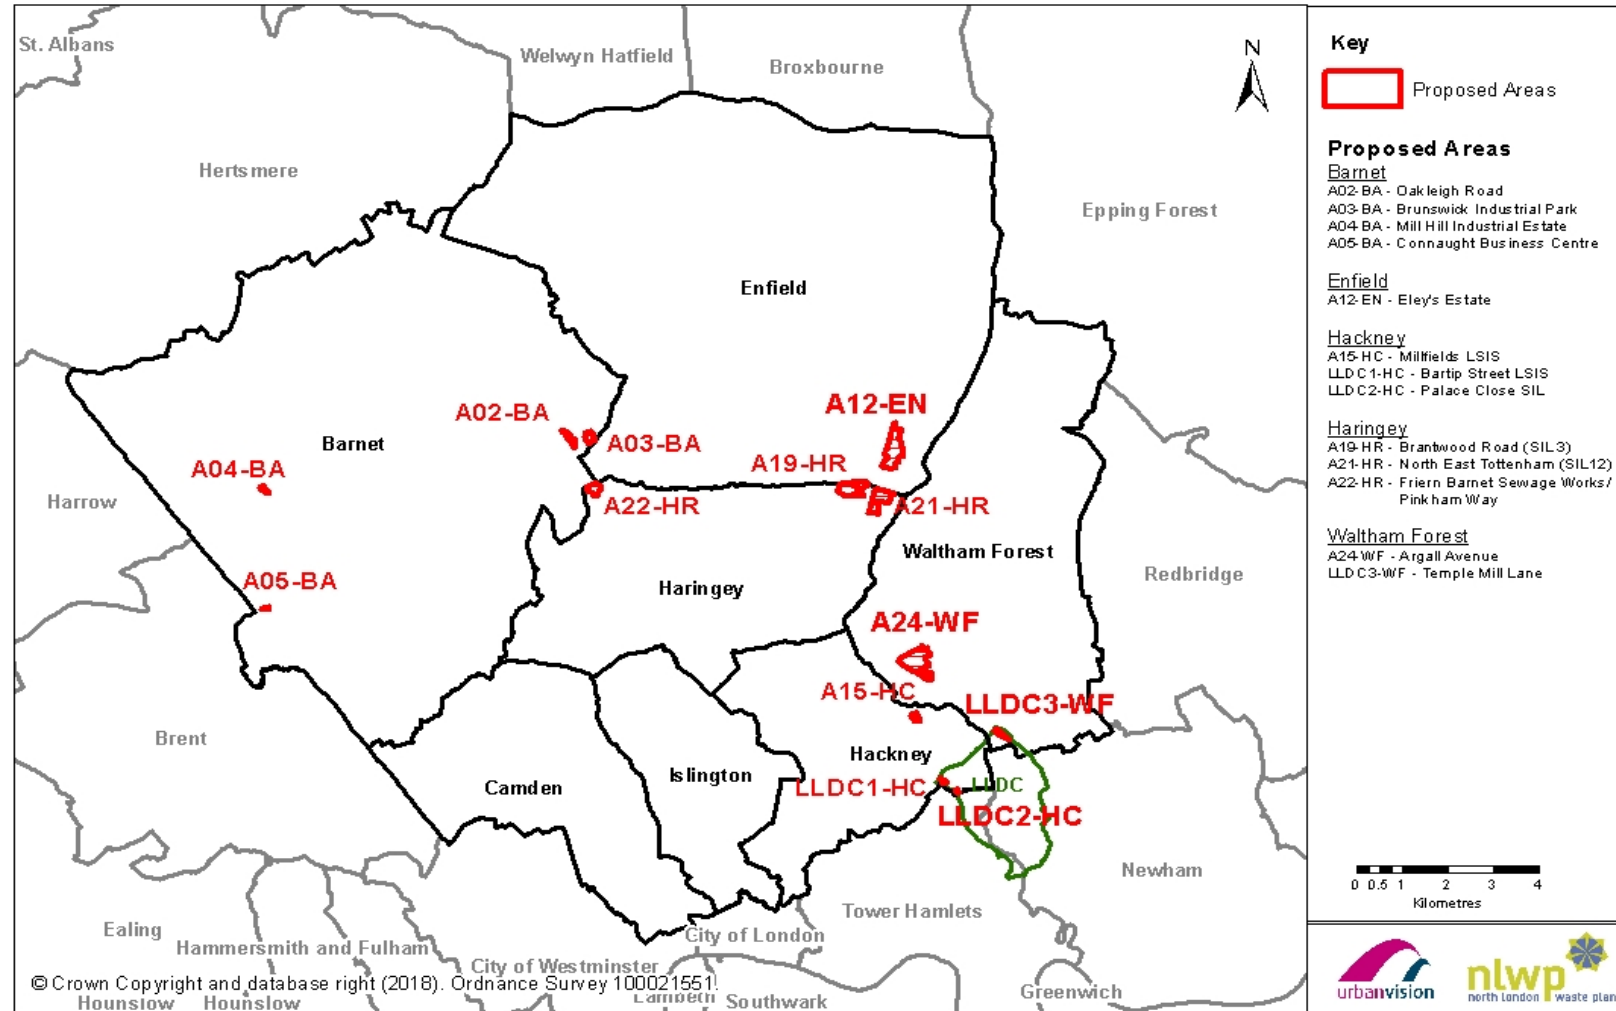 St. Albans
Welwyn Hatfield
Broxbourne
N
Hertsmere
Epping Forest
Enfield
A02-BA
A12-EN
Barnet
A03-BA
A04-BA
A19-HR
Harrow
A22-HR
A21-HR
Waltham Forest
A05-BA
Haringey
Redbridge
A24-WF
A15-HC
LLDC3-WF
Brent
Hackney
Islington
Camden
LLDC1-HC
LLDC
LLDC2-HC
Newham
Tower Hamlets
Ealing
City of London
Hammersmith and Fulham
City of Westminster
© Crown Copyright and database right (2018). Ordnance Survey 100021551.
Hounslow
Hounslow
Lambeth
Southwark
Greenwich
Key
Proposed Areas
Proposed Areas
Barnet
A02-BA - Oakleigh Road
A03-BA - Brunswick Industrial Park
A04-BA - Mill Hill Industrial Estate
A05-BA - Connaught Business Centre
Enfield
A12-EN - Eley's Estate
Hackney
A15-HC - Millfields LSIS
LLDC1-HC - Bartip Street LSIS
LLDC2-HC - Palace Close SIL
Haringey
A19-HR - Brantwood Road (SIL3)
A21-HR - North East Tottenham (SIL12)
A22-HR - Friern Barnet Sewage Works/
Pinkham Way
Waltham Forest
A24-WF - Argall Avenue
LLDC3-WF - Temple Mill Lane
0 0.5 1 2 3 4
Kilometres
urbanvision
nlwp
north london waste plan